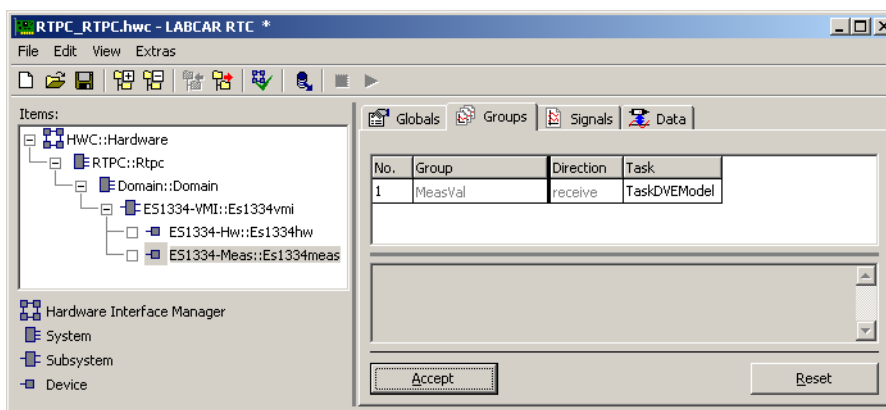 RTPC_RTPC.hwc - LABCAR RTC *
File Edit View Extras
Items:
HWC::Hardware
RTPC::Rtpc
Domain::Domain
ES1334-VMI::Es1334vmi
ES1334-Hw::Es1334hw
ES1334-Meas::Es1334meas
Hardware Interface Manager
System
Subsystem
Device
Globals Groups Signals Data
No. Group Direction Task
1 MeasVal receive TaskDVEModel
Accept Reset